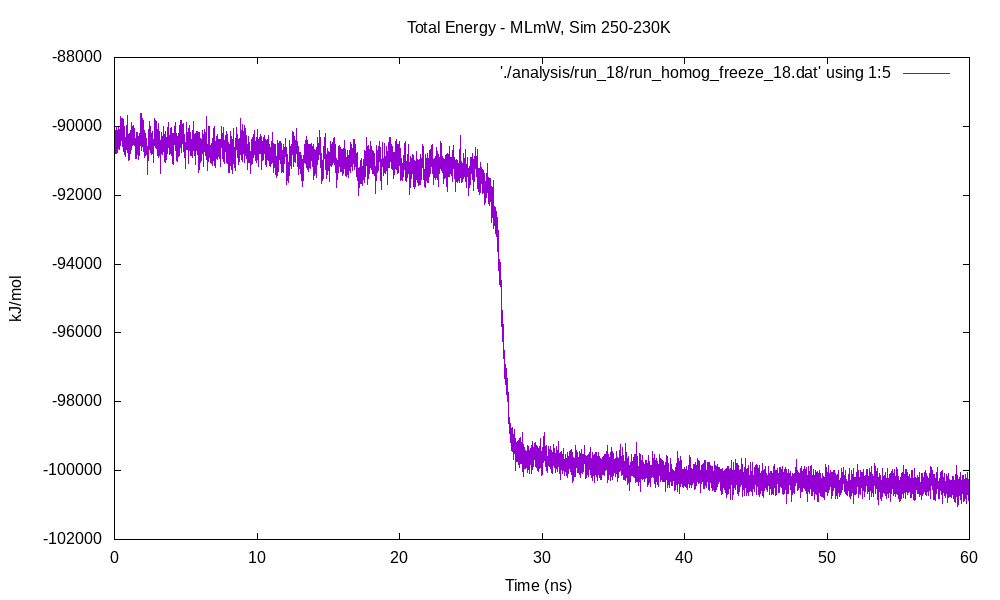 Total Energy - MLmW, Sim 250-230K
'./analysis/run_18/run_homog_freeze_18.dat' using 1:5
-88000
-90000
-92000
-94000
-96000
-98000
-100000
-102000
kJ/mol
0 10 20 30 40 50 60
Time (ns)